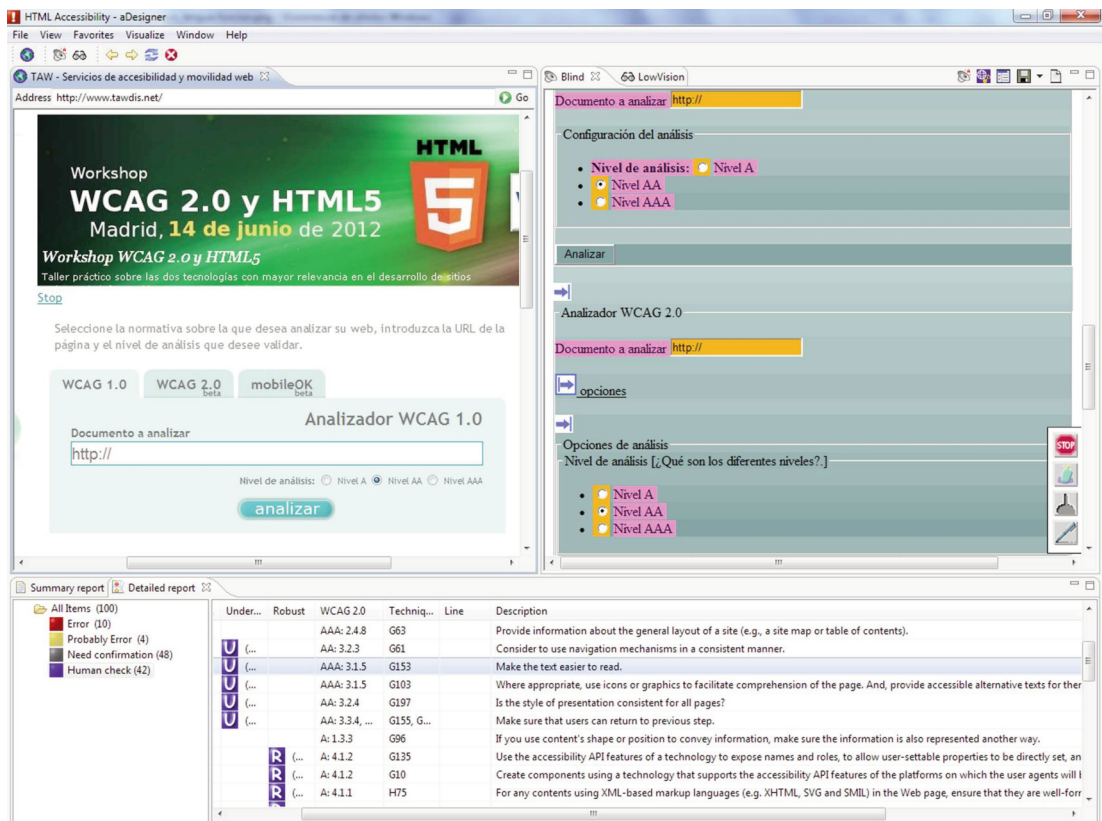 HTML Accessibility - aDesigner
File View Favorites Visualize Window Help
TAW - Servicios de accesibilidad y movilidad web
Address http://www.tawdis.net/ Go
Workshop
WCAG 2.0 y HTML5
Madrid, 14 de junio de 2012
HTML
5
Workshop WCAG 2.0 y HTML5
Taller práctico sobre las dos tecnologías con mayor relevancia en el desarrollo de sitios
Stop
Seleccione la normativa sobre la que desea analizar su web, introduzca la URL de la
página y el nivel de análisis que desee validar.
WCAG 1.0 WCAG 2.0 beta mobileOK beta
Analizador WCAG 1.0
Documento a analizar
http://
Nivel de análisis: Nivel A Nivel AA Nivel AAA
analizar
Blind LowVision
Documento a analizar http://
Configuración del análisis
• Nivel de análisis: Nivel A
• Nivel AA
• Nivel AAA
Analizar
Analizador WCAG 2.0
Documento a analizar http://
opciones
Opciones de análisis
Nivel de análisis [¿Qué son los diferentes niveles?.]
• Nivel A
• Nivel AA
• Nivel AAA
STOP
Summary report Detailed report
All Items (100)
Error (10)
Probably Error (4)
Need confirmation (48)
Human check (42)
Under... Robust WCAG 2.0 Techniq... Line Description
AAA: 2.4.8 G63 Provide information about the general layout of a site (e.g., a site map or table of contents).
U (... AA: 3.2.3 G61 Consider to use navigation mechanisms in a consistent manner.
U (... AAA: 3.1.5 G153 Make the text easier to read.
U (... AAA: 3.1.5 G103 Where appropriate, use icons or graphics to facilitate comprehension of the page. And, provide accessible alternative texts for
U (... AA: 3.2.4 G197 Is the style of presentation consistent for all pages?
U (... AA: 3.3.4, ... G155, G... Make sure that users can return to previous step.
A: 1.3.3 G96 If you use content's shape or position to convey information, make sure the information is also represented another way.
R (... A: 4.1.2 G135 Use the accessibility API features of a technology to expose names and roles, to allow user-settable properties to be directly set, an
R (... A: 4.1.2 G10 Create components using a technology that supports the accessibility API features of the platforms on which the user agents will
R (... A: 4.1.1 H75 For any contents using XML-based markup languages (e.g. XHTML, SVG and SMIL) in the Web page, ensure that they are well-forr